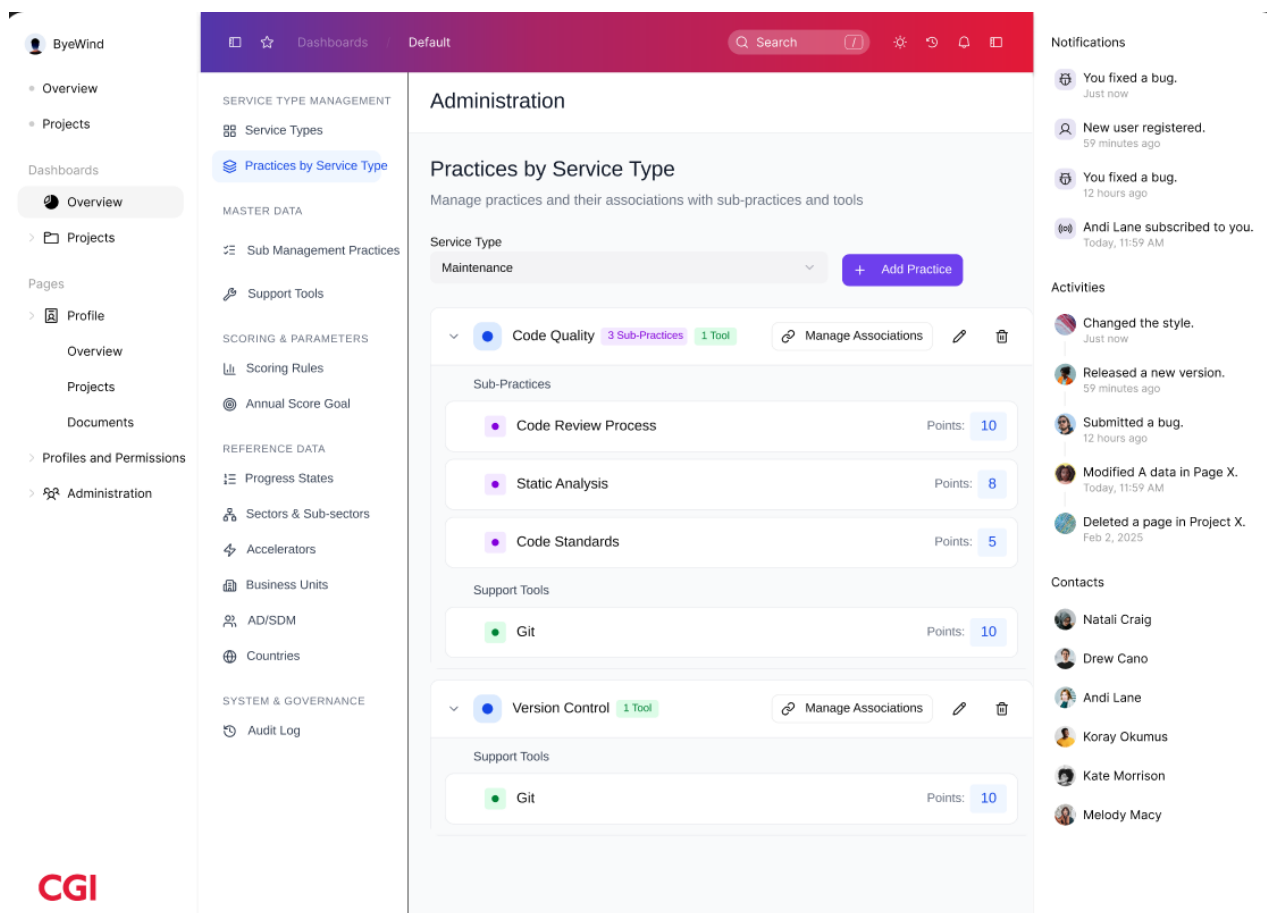 ByeWind
Overview
Projects
Dashboards
Overview
Projects
Pages
Profile
Overview
Projects
Documents
Profiles and Permissions
Administration
CGI
Dashboards / Default
Search /
SERVICE TYPE MANAGEMENT
Service Types
Practices by Service Type
MASTER DATA
Sub Management Practices
Support Tools
SCORING & PARAMETERS
Scoring Rules
Annual Score Goal
REFERENCE DATA
Progress States
Sectors & Sub-sectors
Accelerators
Business Units
AD/SDM
Countries
SYSTEM & GOVERNANCE
Audit Log
Administration
Practices by Service Type
Manage practices and their associations with sub-practices and tools
Service Type
Maintenance
+ Add Practice
Code Quality 3 Sub-Practices 1 Tool Manage Associations
Sub-Practices
Code Review Process Points: 10
Static Analysis Points: 8
Code Standards Points: 5
Support Tools
Git Points: 10
Version Control 1 Tool Manage Associations
Support Tools
Git Points: 10
Notifications
You fixed a bug.
Just now
New user registered.
59 minutes ago
You fixed a bug.
12 hours ago
Andi Lane subscribed to you.
Today, 11:59 AM
Activities
Changed the style.
Just now
Released a new version.
59 minutes ago
Submitted a bug.
12 hours ago
Modified A data in Page X.
Today, 11:59 AM
Deleted a page in Project X.
Feb 2, 2025
Contacts
Natali Craig
Drew Cano
Andi Lane
Koray Okumus
Kate Morrison
Melody Macy